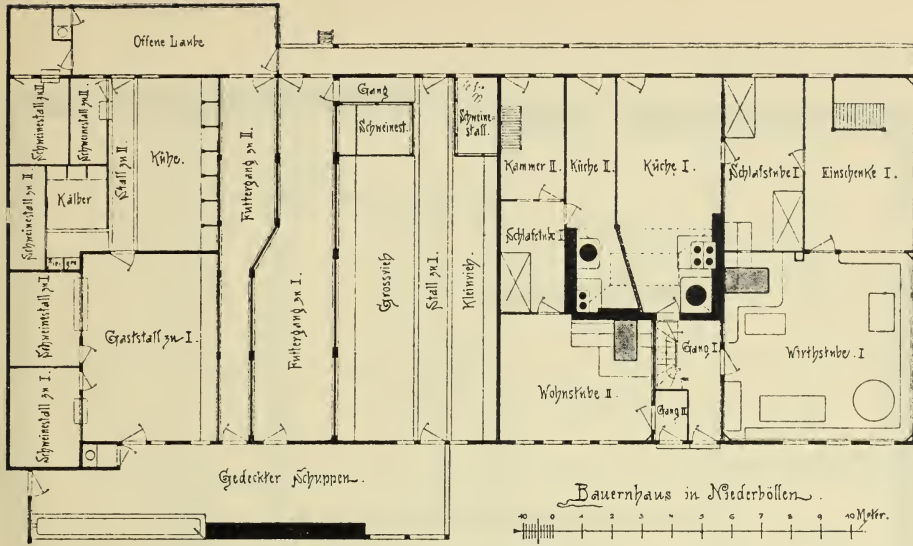 Offene Laube
Schweinestall zu II
Schweinestall zu II
Stall zu II
Kühe.
Futtergang zu II.
Gang
Schweinest.
Schweine-
stall.
Kammer II.
Küche II.
Küche I.
Schlafstube I
Einschenke I.
Schweinestall zu II
Kälber
Schlafstube I
Schweinestall zu I
Gaststall zu I.
Futtergang zu I.
Grossvieh
Stall zu I.
Kleinvieh
Wohnstube II
Gang I
Gang II
Wirthstube. I
Schweinestall zu I.
Gedeckter Schuppen.
Bauernhaus in Niederböllen.
10 0 1 2 3 4 5 6 7 8 9 10 Meter.